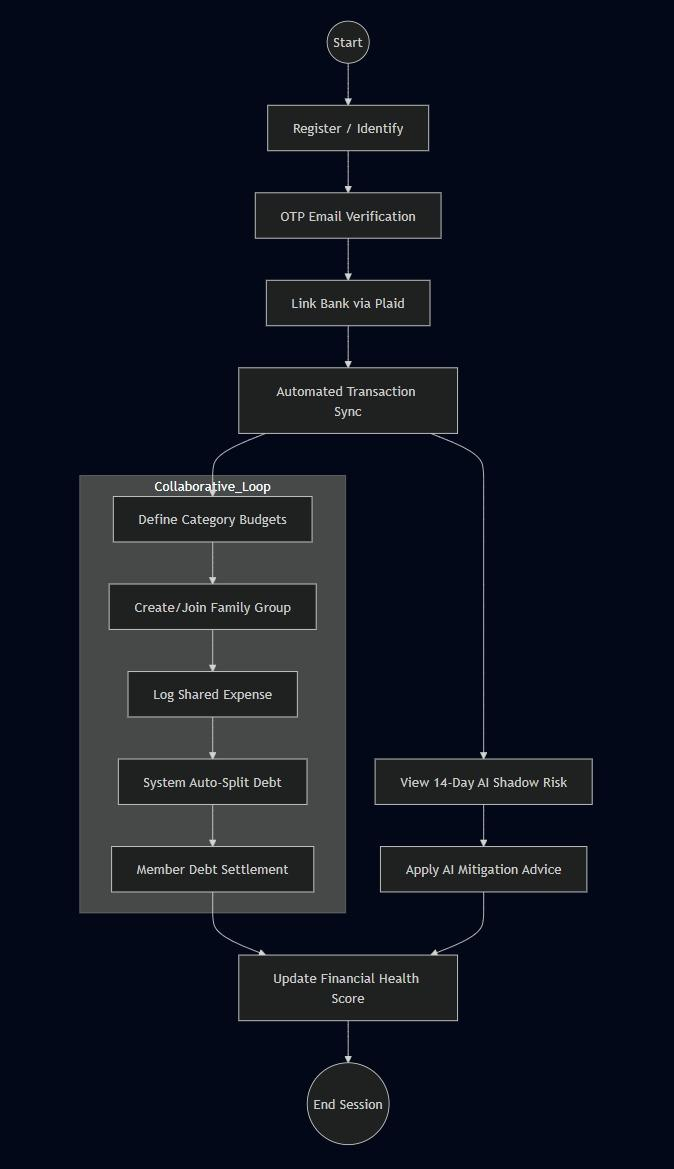 Start
Register / Identify
OTP Email Verification
Link Bank via Plaid
Automated Transaction
Sync
Collaborative_Loop
Define Category Budgets
Create/Join Family Group
Log Shared Expense
System Auto-Split Debt
Member Debt Settlement
View 14-Day AI Shadow Risk
Apply AI Mitigation Advice
Update Financial Health
Score
End Session